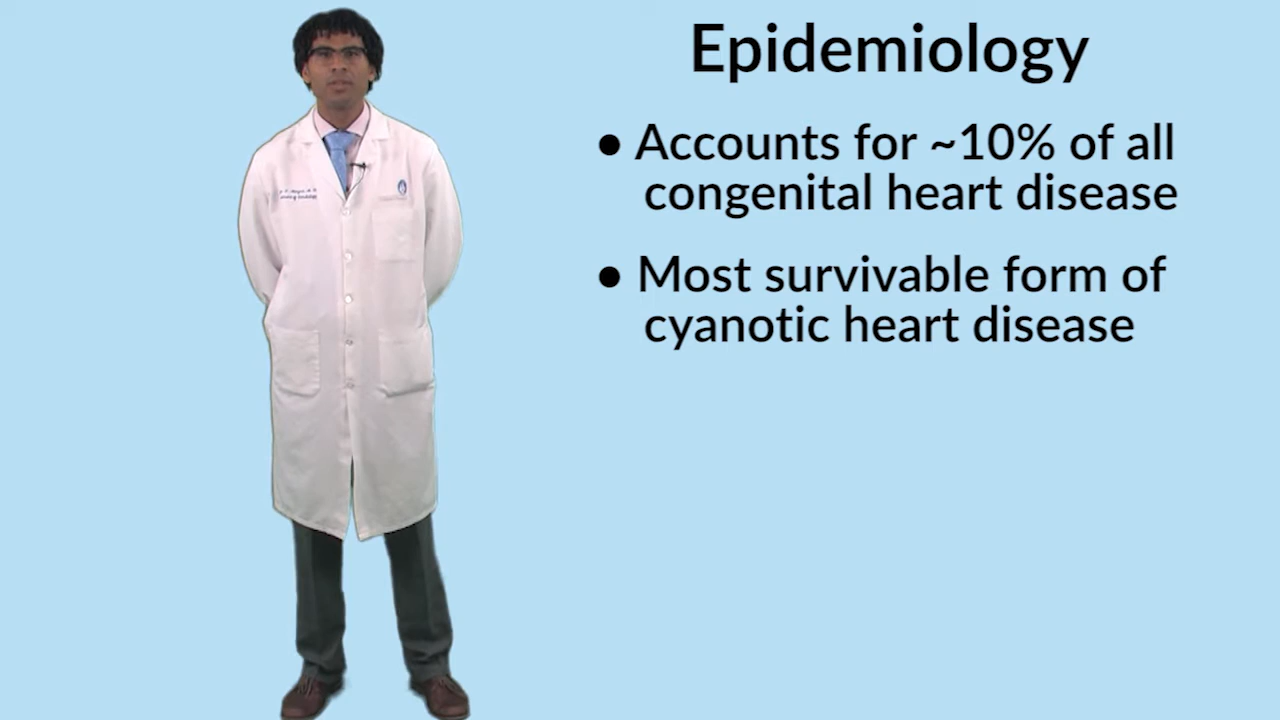 Epidemiology
• Accounts for ~10% of all
congenital heart disease
• Most survivable form of
cyanotic heart disease